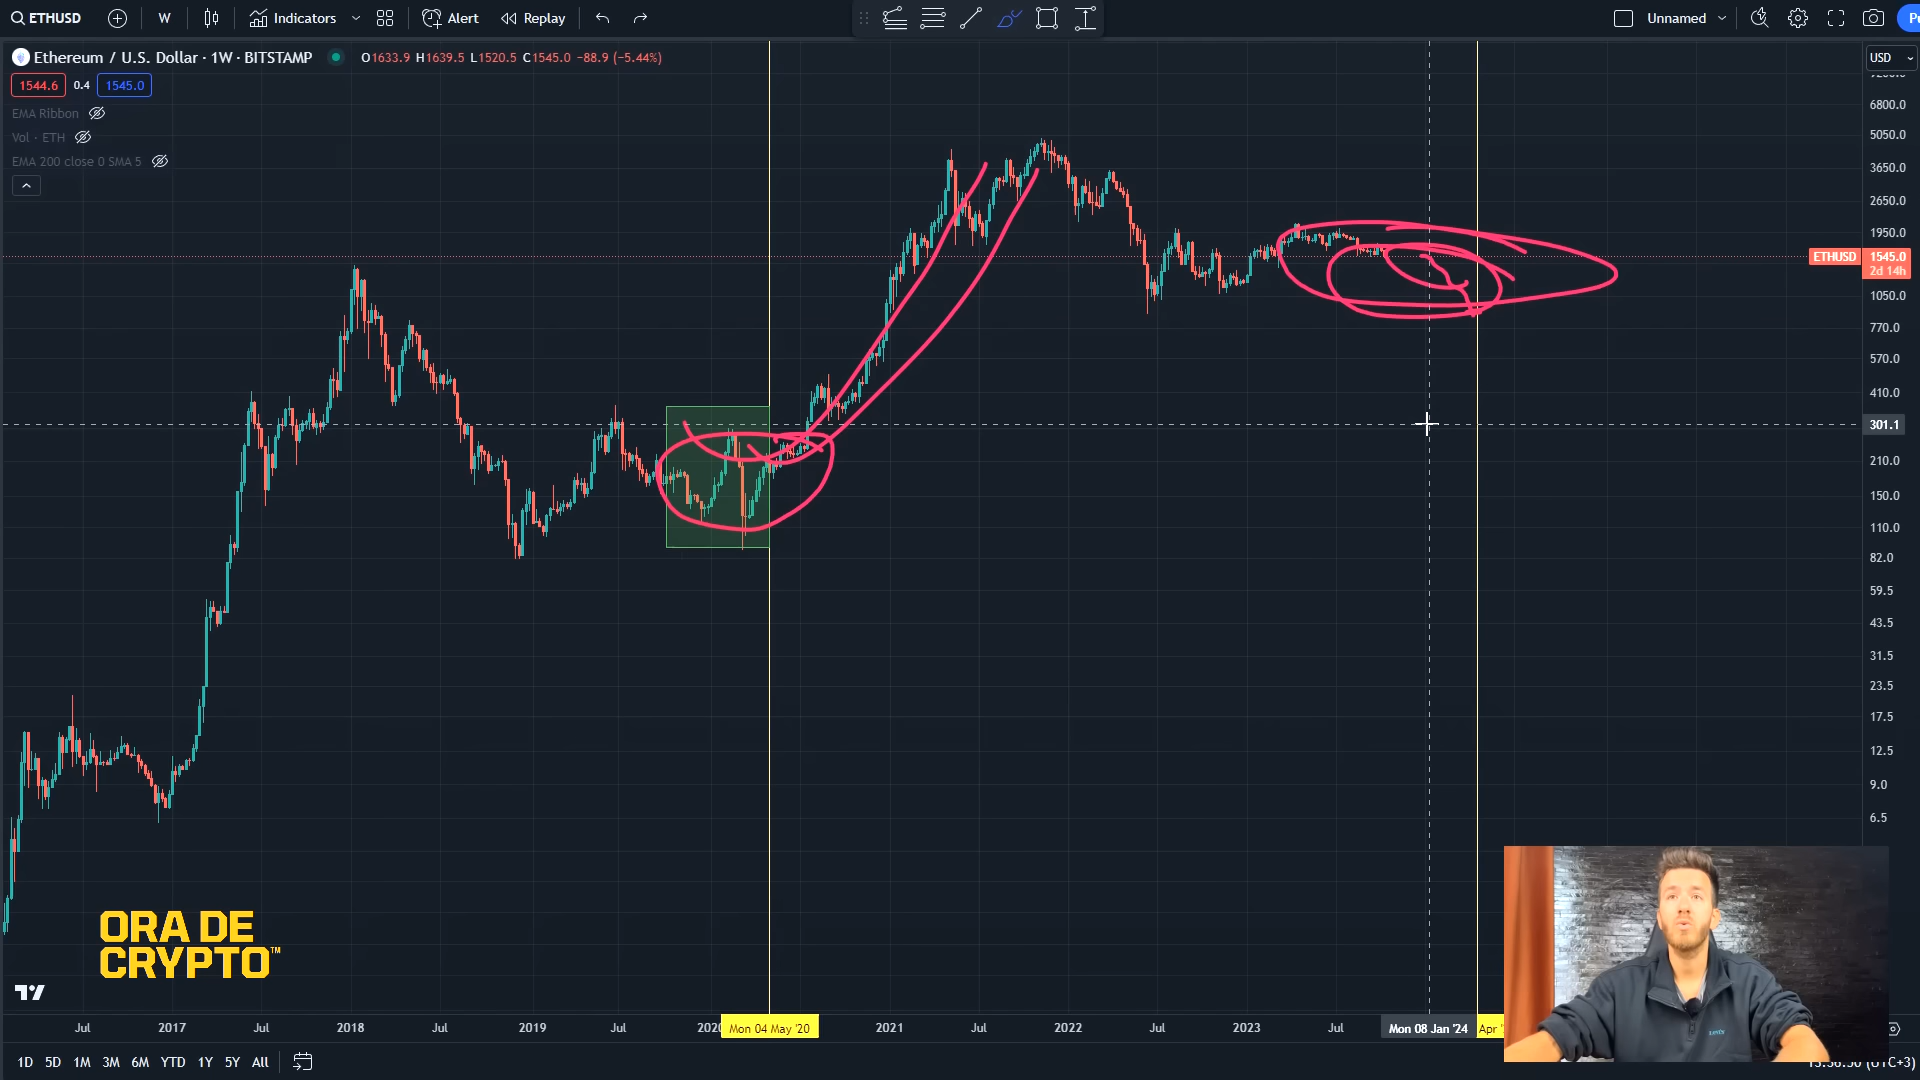 ETHUSD W Indicators Alert Replay Unnamed
Ethereum / U.S. Dollar · 1W · BITSTAMP O1633.9 H1639.5 L1520.5 C1545.0 −88.9 (−5.44%) USD
1544.6 0.4 1545.0
EMA Ribbon
Vol · ETH
EMA 200 close 0 SMA 5
6800.0
5050.0
3650.0
2650.0
1950.0
ETHUSD 1545.0
2d 14h
1050.0
770.0
570.0
410.0
301.1
210.0
150.0
110.0
82.0
59.5
43.5
31.5
23.5
17.5
12.5
9.0
6.5
ORA DE
CRYPTO™
Jul 2017 Jul 2018 Jul 2019 Jul 2020 Mon 04 May '20 2021 Jul 2022 Jul 2023 Jul Mon 08 Jan '24 Apr
1D 5D 1M 3M 6M YTD 1Y 5Y All (UTC+3)